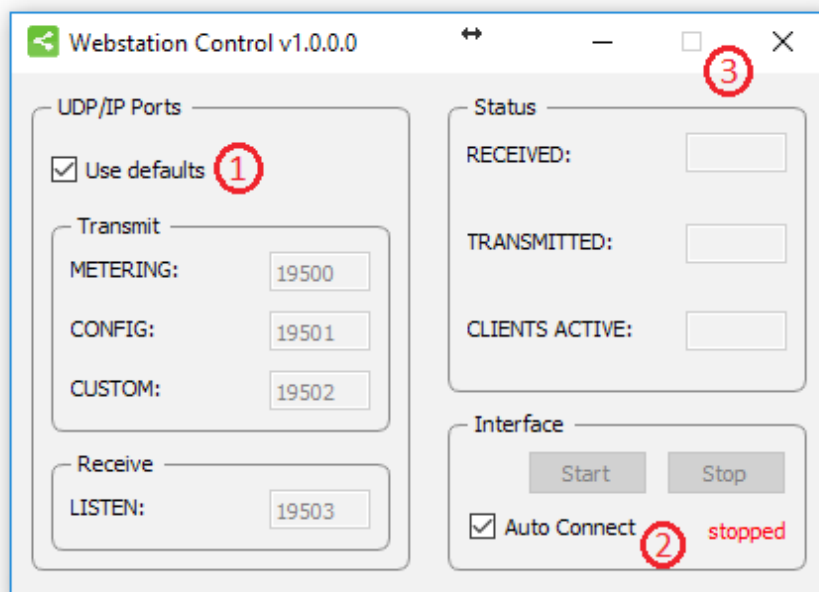 Webstation Control v1.0.0.0
3
UDP/IP Ports
Use defaults 1
Transmit
METERING: 19500
CONFIG: 19501
CUSTOM: 19502
Receive
LISTEN: 19503
Status
RECEIVED:
TRANSMITTED:
CLIENTS ACTIVE:
Interface
Start Stop
Auto Connect 2 stopped